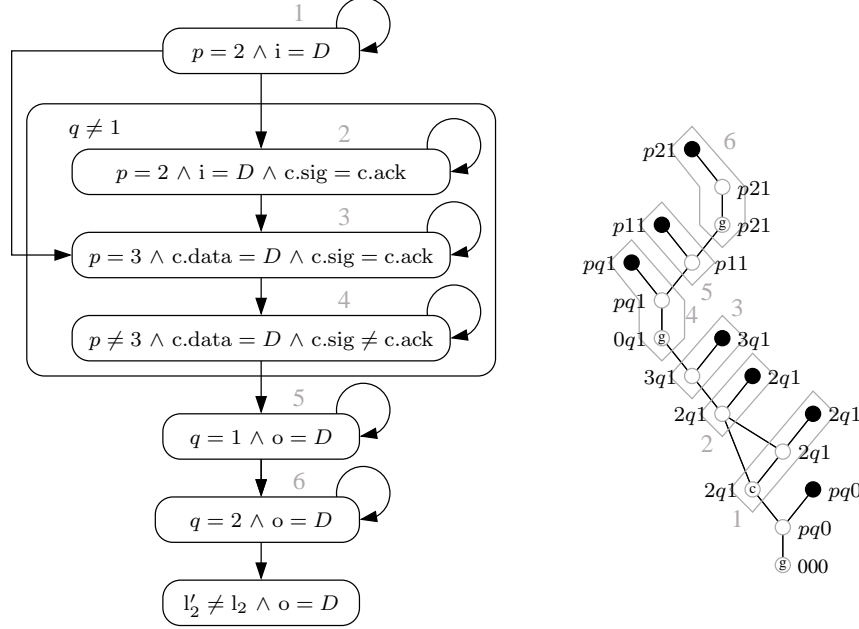 1
p = 2 ∧ i = D
q ≠ 1
2
p = 2 ∧ i = D ∧ c.sig = c.ack
3
p = 3 ∧ c.data = D ∧ c.sig = c.ack
4
p ≠ 3 ∧ c.data = D ∧ c.sig ≠ c.ack
5
q = 1 ∧ o = D
6
q = 2 ∧ o = D
l′₂ ≠ l₂ ∧ o = D
6
p21
p21
g p21
p11
pq1 p11
5
pq1 4 3
0q1 g 3q1
3q1 2q1
2q1 2q1
2
2q1
2q1 c pq0
1
pq0
g 000